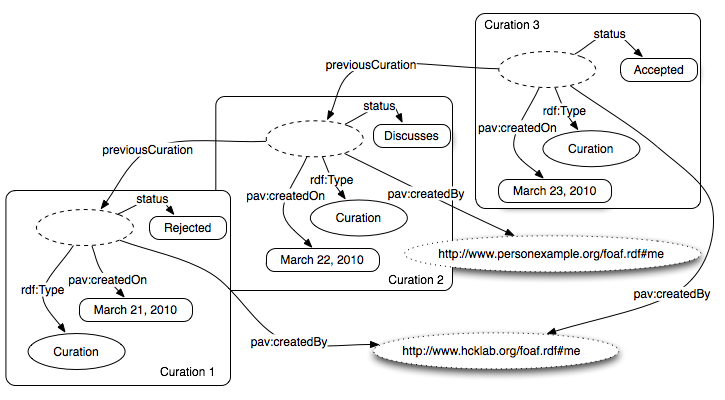 Curation 3
status
previousCuration
Accepted
rdf:Type
pav:createdOn
Curation
March 23, 2010
status
Discusses
previousCuration
rdf:Type
pav:createdOn
pav:createdBy
Curation
March 22, 2010
Curation 2
http://www.personexample.org/foaf.rdf#me
status
Rejected
pav:createdOn
rdf:Type
March 21, 2010
pav:createdBy
pav:createdBy
Curation
http://www.hcklab.org/foaf.rdf#me
Curation 1